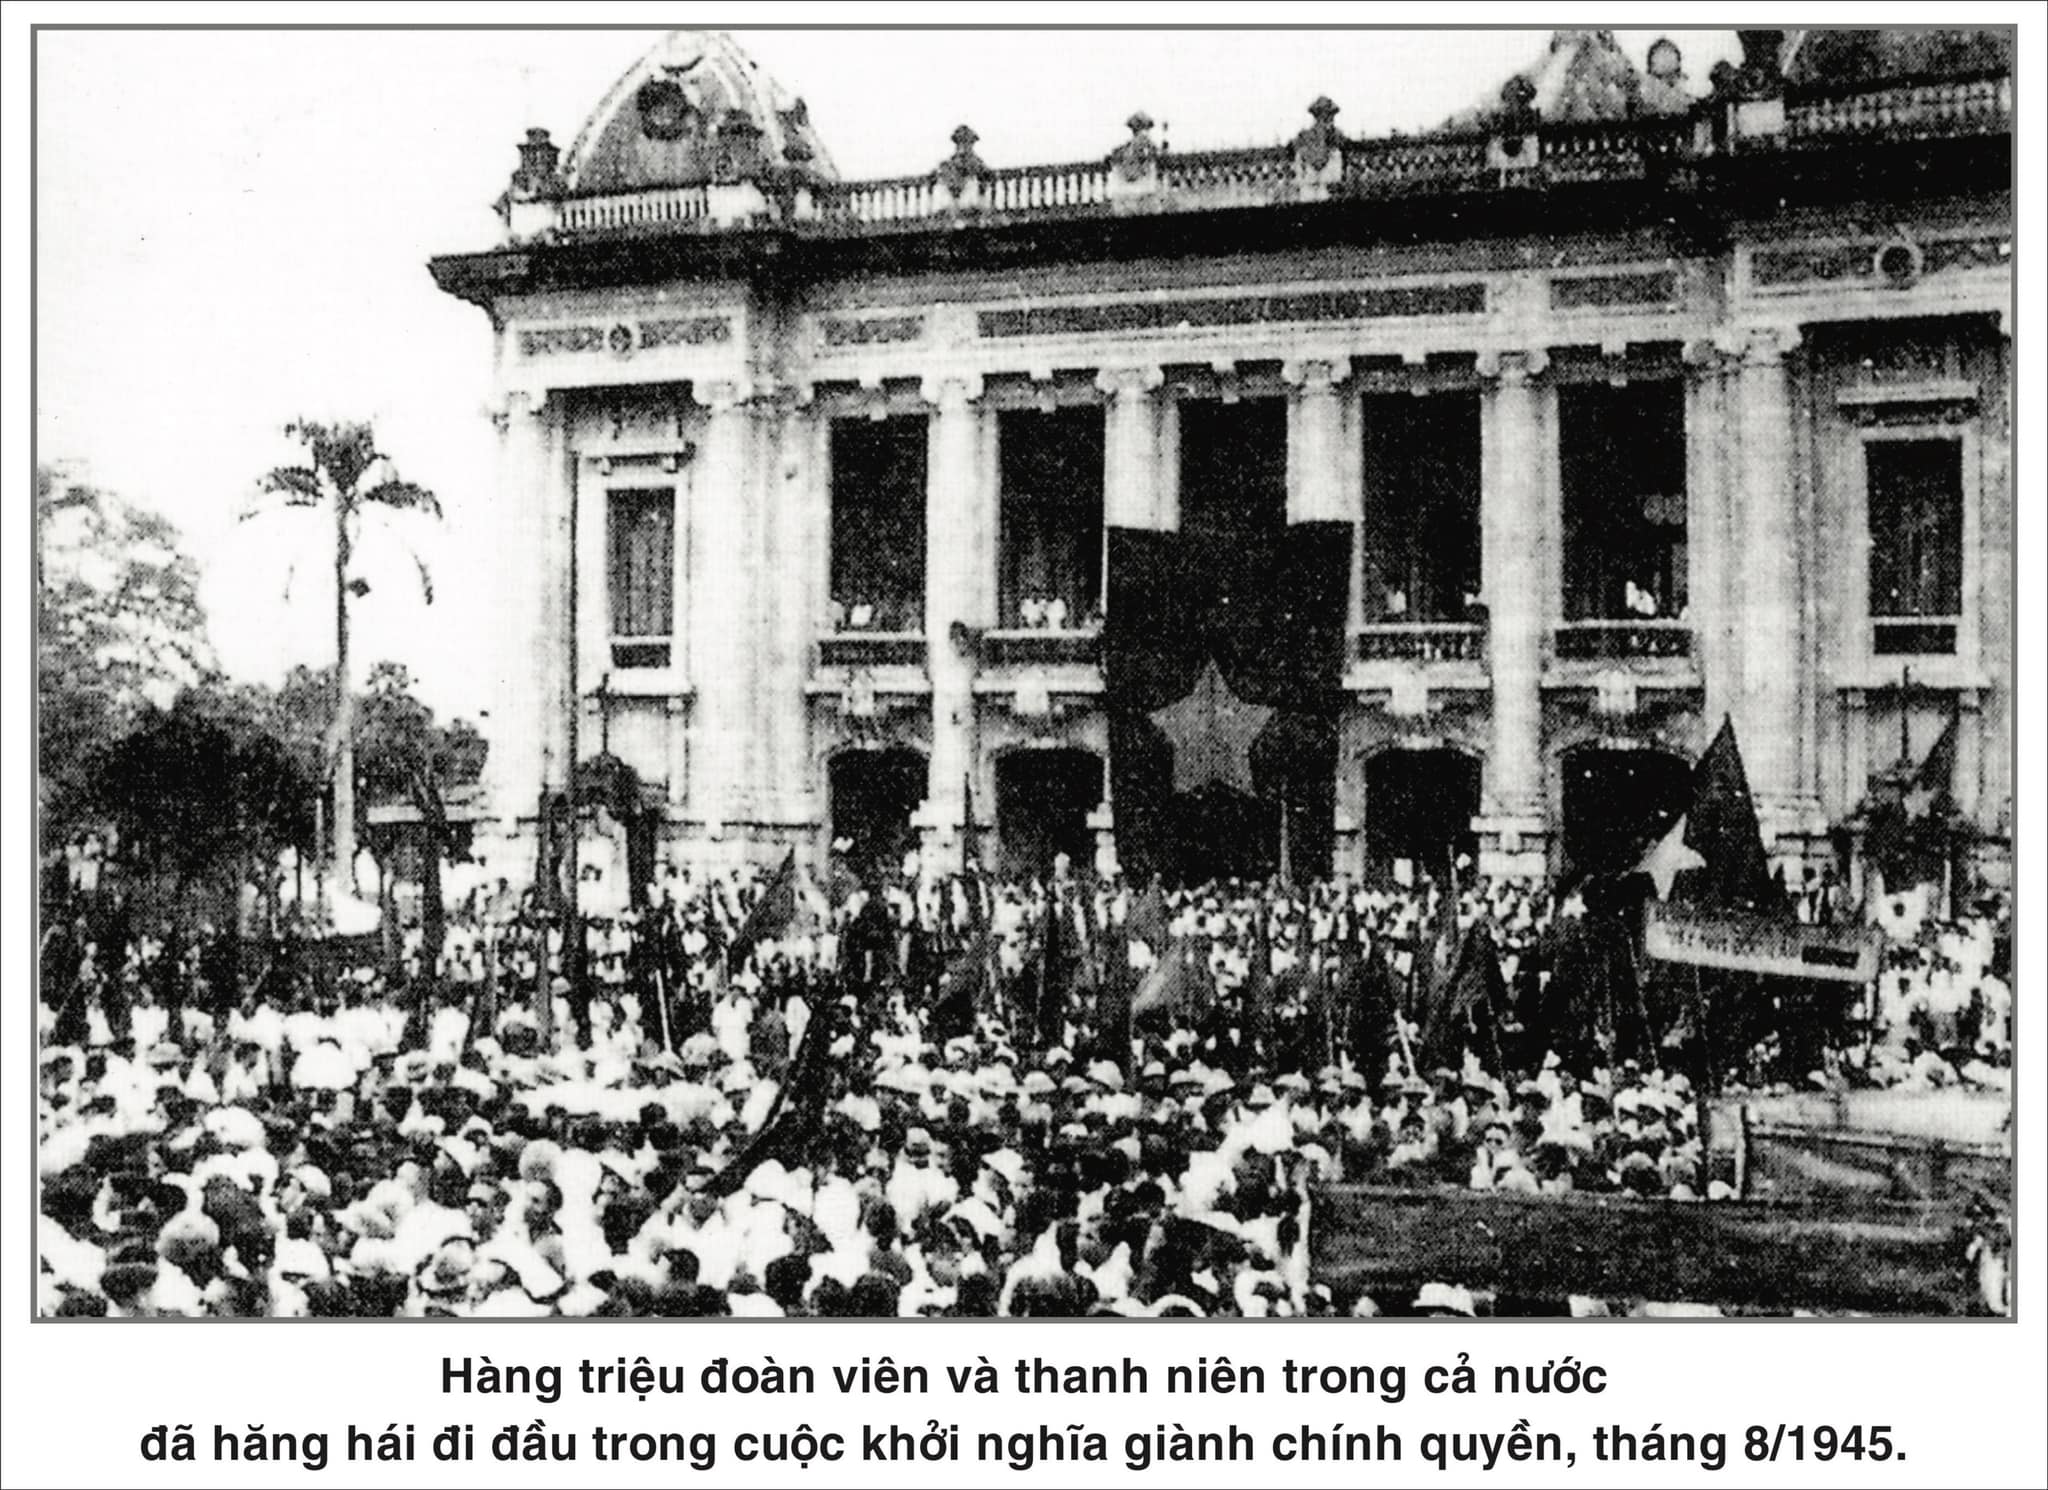 Hàng triệu đoàn viên và thanh niên trong cả nước
đã hăng hái đi đầu trong cuộc khởi nghĩa giành chính quyền, tháng 8/1945.